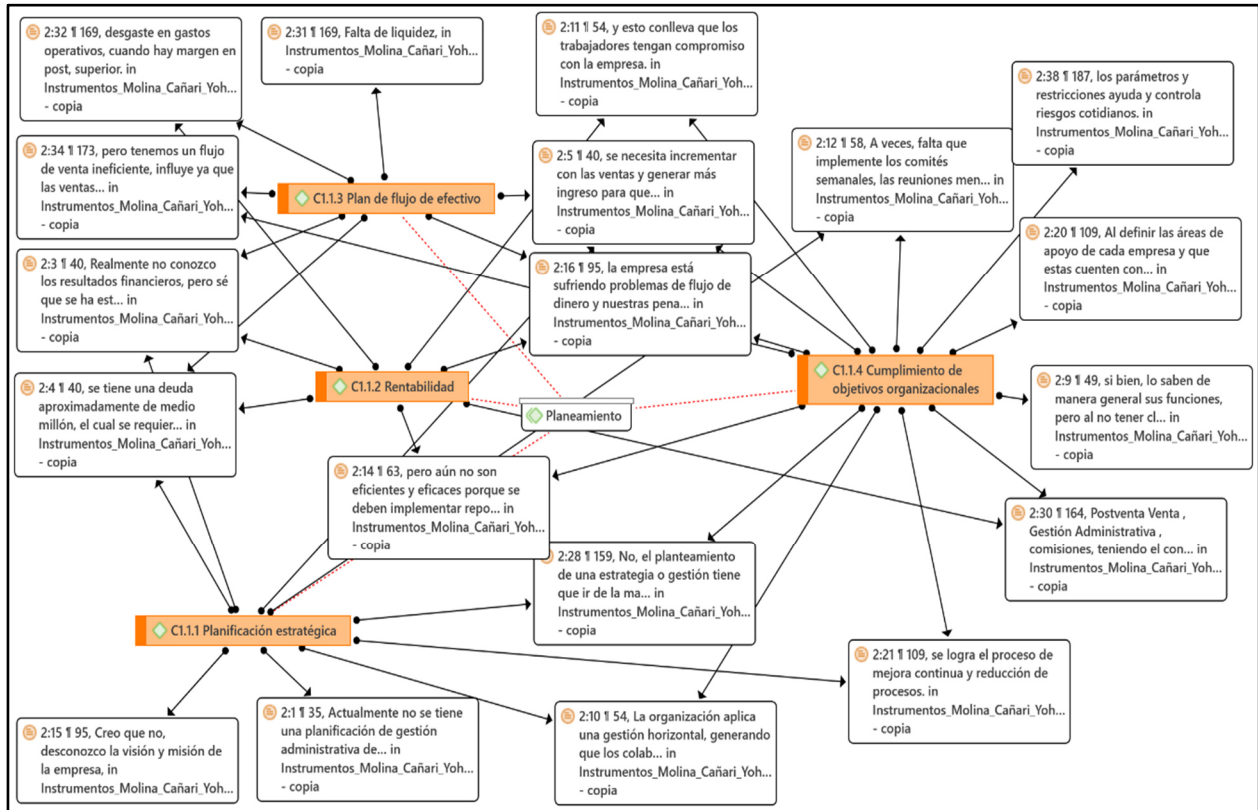 2:32 ¶ 169, desgaste en gastos
operativos, cuando hay margen en
post, superior. in
Instrumentos_Molina_Cañari_Yoh...
- copia
2:31 ¶ 169, Falta de liquidez, in
Instrumentos_Molina_Cañari_Yoh...
- copia
2:11 ¶ 54, y esto conlleva que los
trabajadores tengan compromiso
con la empresa. in
Instrumentos_Molina_Cañari_Yoh...
- copia
2:38 ¶ 187, los parámetros y
restricciones ayuda y controla
riesgos cotidianos. in
Instrumentos_Molina_Cañari_Yoh...
- copia
2:34 ¶ 173, pero tenemos un flujo
de venta ineficiente, influye ya que
las ventas... in
Instrumentos_Molina_Cañari_Yoh...
- copia
C1.1.3 Plan de flujo de efectivo
2:5 ¶ 40, se necesita incrementar
con las ventas y generar más
ingreso para que... in
Instrumentos_Molina_Cañari_Yoh...
- copia
2:12 ¶ 58, A veces, falta que
implemente los comités
semanales, las reuniones men... in
Instrumentos_Molina_Cañari_Yoh...
- copia
2:20 ¶ 109, Al definir las áreas de
apoyo de cada empresa y que
estas cuenten con... in
Instrumentos_Molina_Cañari_Yoh...
- copia
2:3 ¶ 40, Realmente no conozco
los resultados financieros, pero sé
que se ha est... in
Instrumentos_Molina_Cañari_Yoh...
- copia
2:16 ¶ 95, la empresa está
sufriendo problemas de flujo de
dinero y nuestras pena... in
Instrumentos_Molina_Cañari_Yoh...
- copia
C1.1.2 Rentabilidad
C1.1.4 Cumplimiento de
objetivos organizacionales
Planeamiento
2:4 ¶ 40, se tiene una deuda
aproximadamente de medio
millón, el cual se requier... in
Instrumentos_Molina_Cañari_Yoh...
- copia
2:9 ¶ 49, si bien, lo saben de
manera general sus funciones,
pero al no tener cl... in
Instrumentos_Molina_Cañari_Yoh...
- copia
2:14 ¶ 63, pero aún no son
eficientes y eficaces porque se
deben implementar repo... in
Instrumentos_Molina_Cañari_Yoh...
- copia
2:30 ¶ 164, Postventa Venta ,
Gestión Administrativa ,
comisiones, teniendo el con... in
Instrumentos_Molina_Cañari_Yoh...
- copia
2:28 ¶ 159, No, el planteamiento
de una estrategia o gestión tiene
que ir de la ma... in
Instrumentos_Molina_Cañari_Yoh...
- copia
C1.1.1 Planificación estratégica
2:21 ¶ 109, se logra el proceso de
mejora continua y reducción de
procesos. in
Instrumentos_Molina_Cañari_Yoh...
- copia
2:15 ¶ 95, Creo que no,
desconozco la visión y misión de
la empresa, in
Instrumentos_Molina_Cañari_Yoh...
2:1 ¶ 35, Actualmente no se tiene
una planificación de gestión
administrativa de... in
Instrumentos_Molina_Cañari_Yoh...
- copia
2:10 ¶ 54, La organización aplica
una gestión horizontal, generando
que los colab... in
Instrumentos_Molina_Cañari_Yoh...
- copia